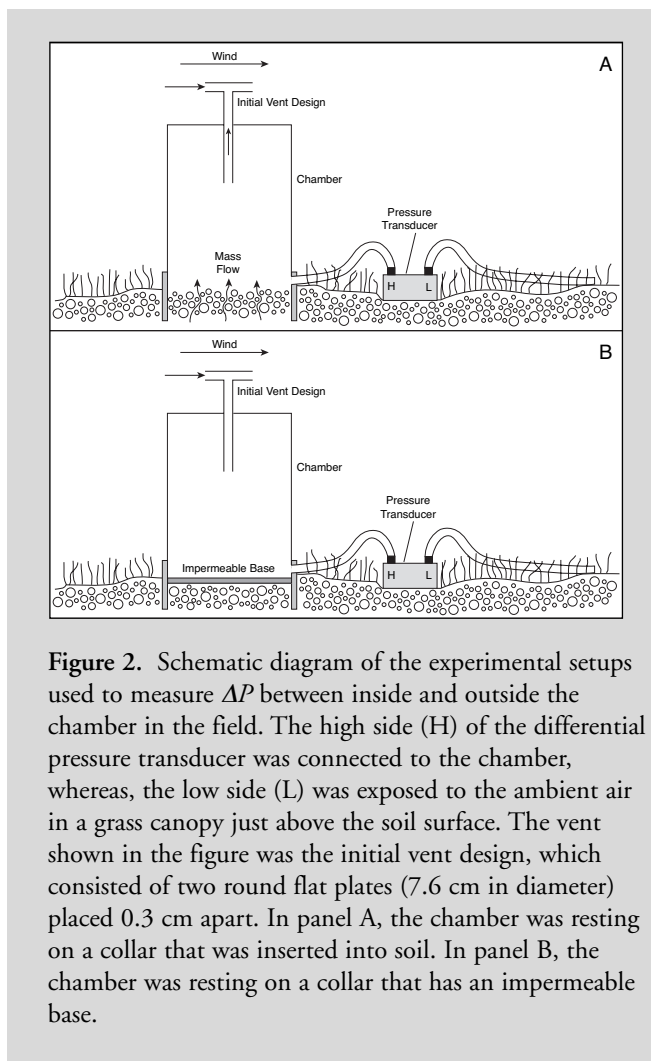 A
Wind
Initial Vent Design
Chamber
Pressure
Transducer
Mass
Flow
H L
B
Wind
Initial Vent Design
Chamber
Pressure
Transducer
Impermeable Base
H L
Figure 2. Schematic diagram of the experimental setups
used to measure ΔP between inside and outside the
chamber in the field. The high side (H) of the differential
pressure transducer was connected to the chamber,
whereas, the low side (L) was exposed to the ambient air
in a grass canopy just above the soil surface. The vent
shown in the figure was the initial vent design, which
consisted of two round flat plates (7.6 cm in diameter)
placed 0.3 cm apart. In panel A, the chamber was resting
on a collar that was inserted into soil. In panel B, the
chamber was resting on a collar that has an impermeable
base.